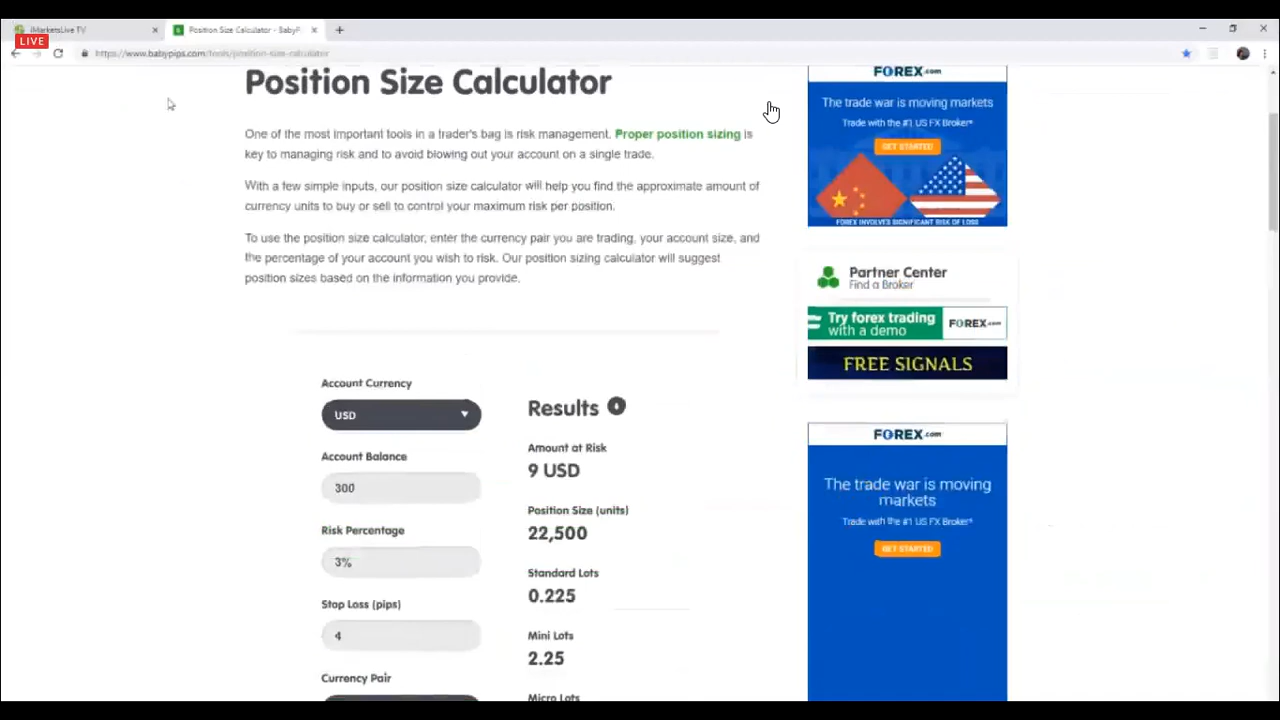 iMarketsLive TV
Position Size Calculator - BabyP
LIVE
https://www.babypips.com/tools/position-size-calculator
Position Size Calculator
One of the most important tools in a trader's bag is risk management. Proper position sizing is
key to managing risk and to avoid blowing out your account on a single trade.
With a few simple inputs, our position size calculator will help you find the approximate amount of
currency units to buy or sell to control your maximum risk per position.
To use the position size calculator, enter the currency pair you are trading, your account size, and
the percentage of your account you wish to risk. Our position sizing calculator will suggest
position sizes based on the information you provide.
Account Currency
USD
Account Balance
300
Risk Percentage
3%
Stop Loss (pips)
4
Currency Pair
Results
Amount at Risk
9 USD
Position Size (units)
22,500
Standard Lots
0.225
Mini Lots
2.25
Micro Lots
FOREX.com
The trade war is moving markets
Trade with the #1 US FX Broker*
GET STARTED
FOREX INVOLVES SIGNIFICANT RISK OF LOSS
Partner Center
Find a Broker
Try forex trading
with a demo
FOREX.com
FREE SIGNALS
FOREX.com
The trade war is moving
markets
Trade with the #1 US FX Broker*
GET STARTED